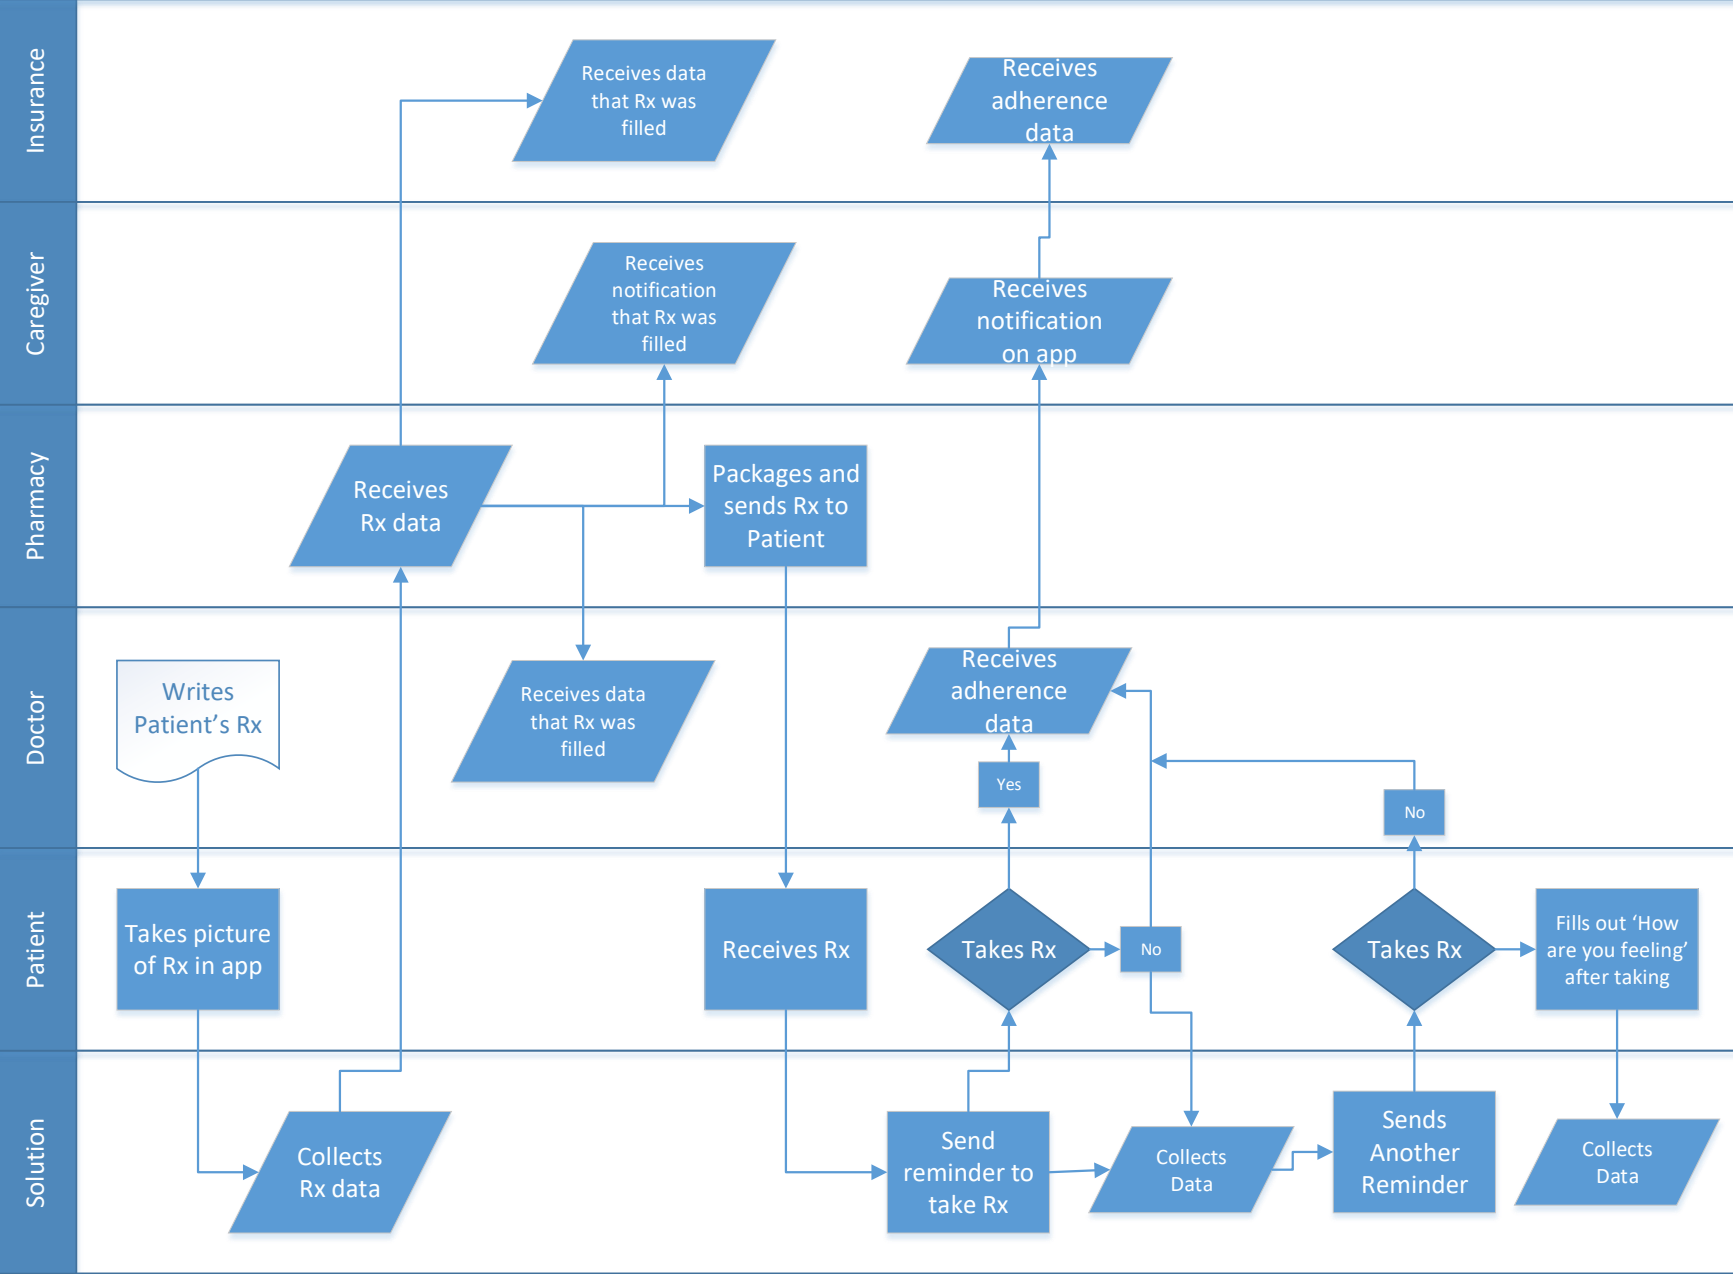 Insurance
Receives data
that Rx was
filled
Receives
adherence
data
Caregiver
Receives
notification
that Rx was
filled
Receives
notification
on app
Pharmacy
Receives
Rx data
Packages and
sends Rx to
Patient
Doctor
Writes
Patient’s Rx
Receives data
that Rx was
filled
Receives
adherence
data
Yes
No
Patient
Takes picture
of Rx in app
Receives Rx
Takes Rx
No
Takes Rx
Fills out ‘How
are you feeling’
after taking
Solution
Collects
Rx data
Send
reminder to
take Rx
Collects
Data
Sends
Another
Reminder
Collects
Data